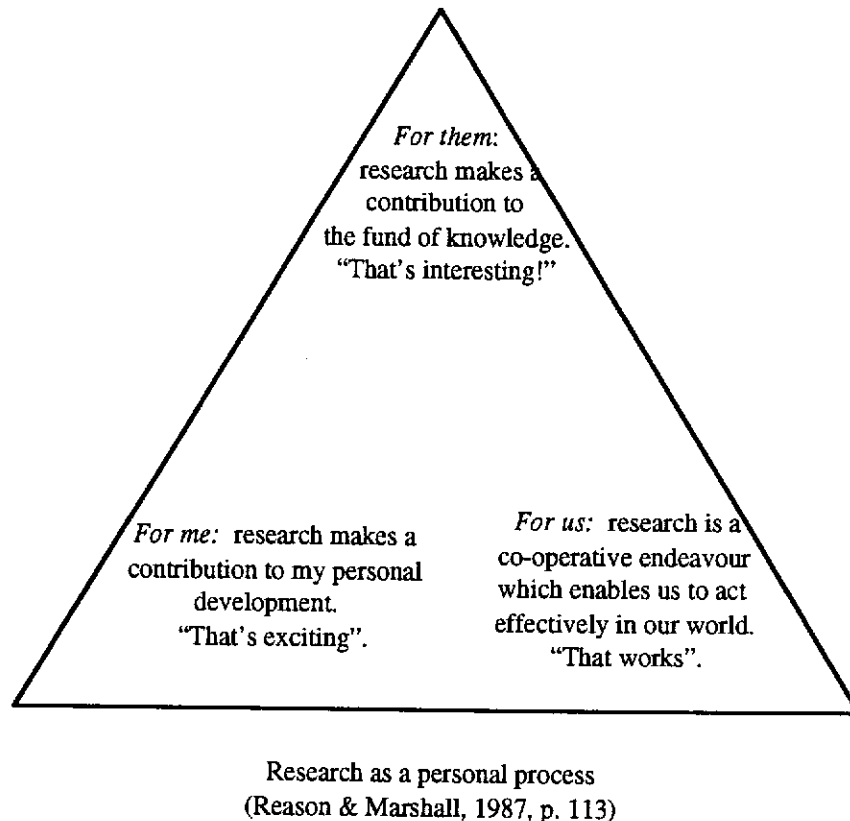 For them:
research makes a
contribution to
the fund of knowledge.
“That's interesting!”
For me: research makes a
contribution to my personal
development.
“That's exciting”.
For us: research is a
co-operative endeavour
which enables us to act
effectively in our world.
“That works”.
Research as a personal process
(Reason & Marshall, 1987, p. 113)